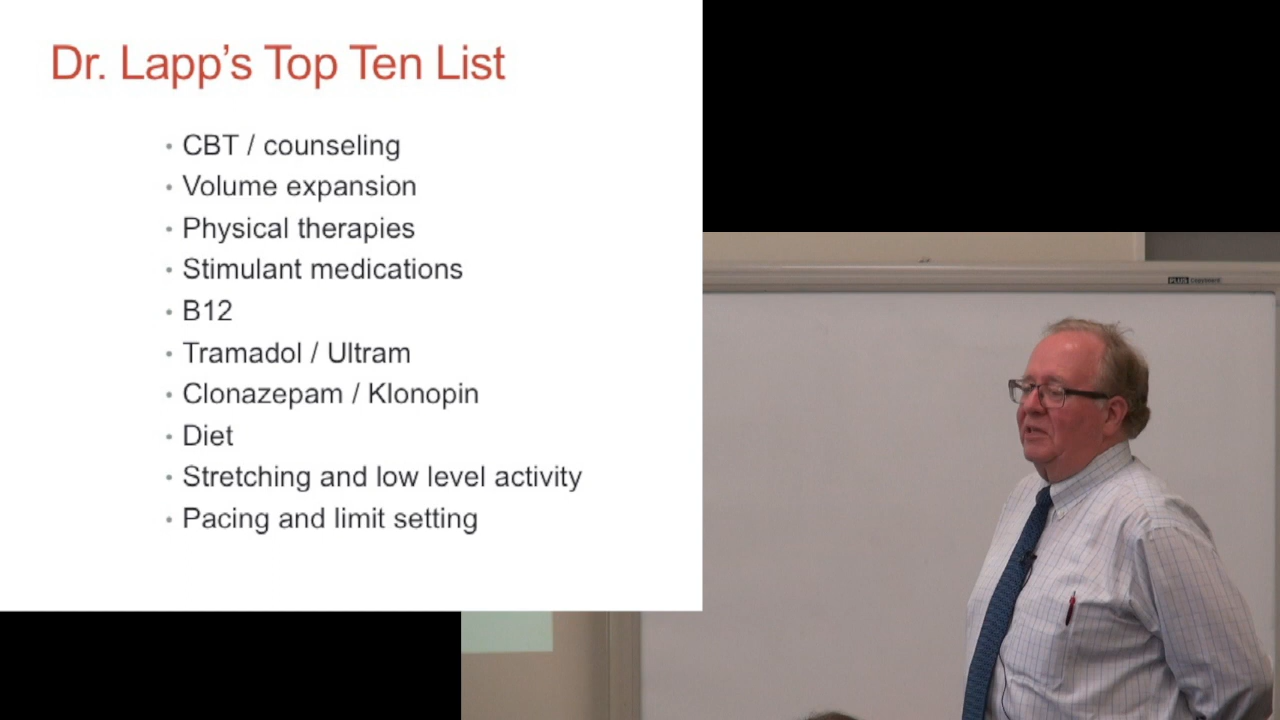 Dr. Lapp's Top Ten List
• CBT / counseling
• Volume expansion
• Physical therapies
• Stimulant medications
• B12
• Tramadol / Ultram
• Clonazepam / Klonopin
• Diet
• Stretching and low level activity
• Pacing and limit setting
PLUS